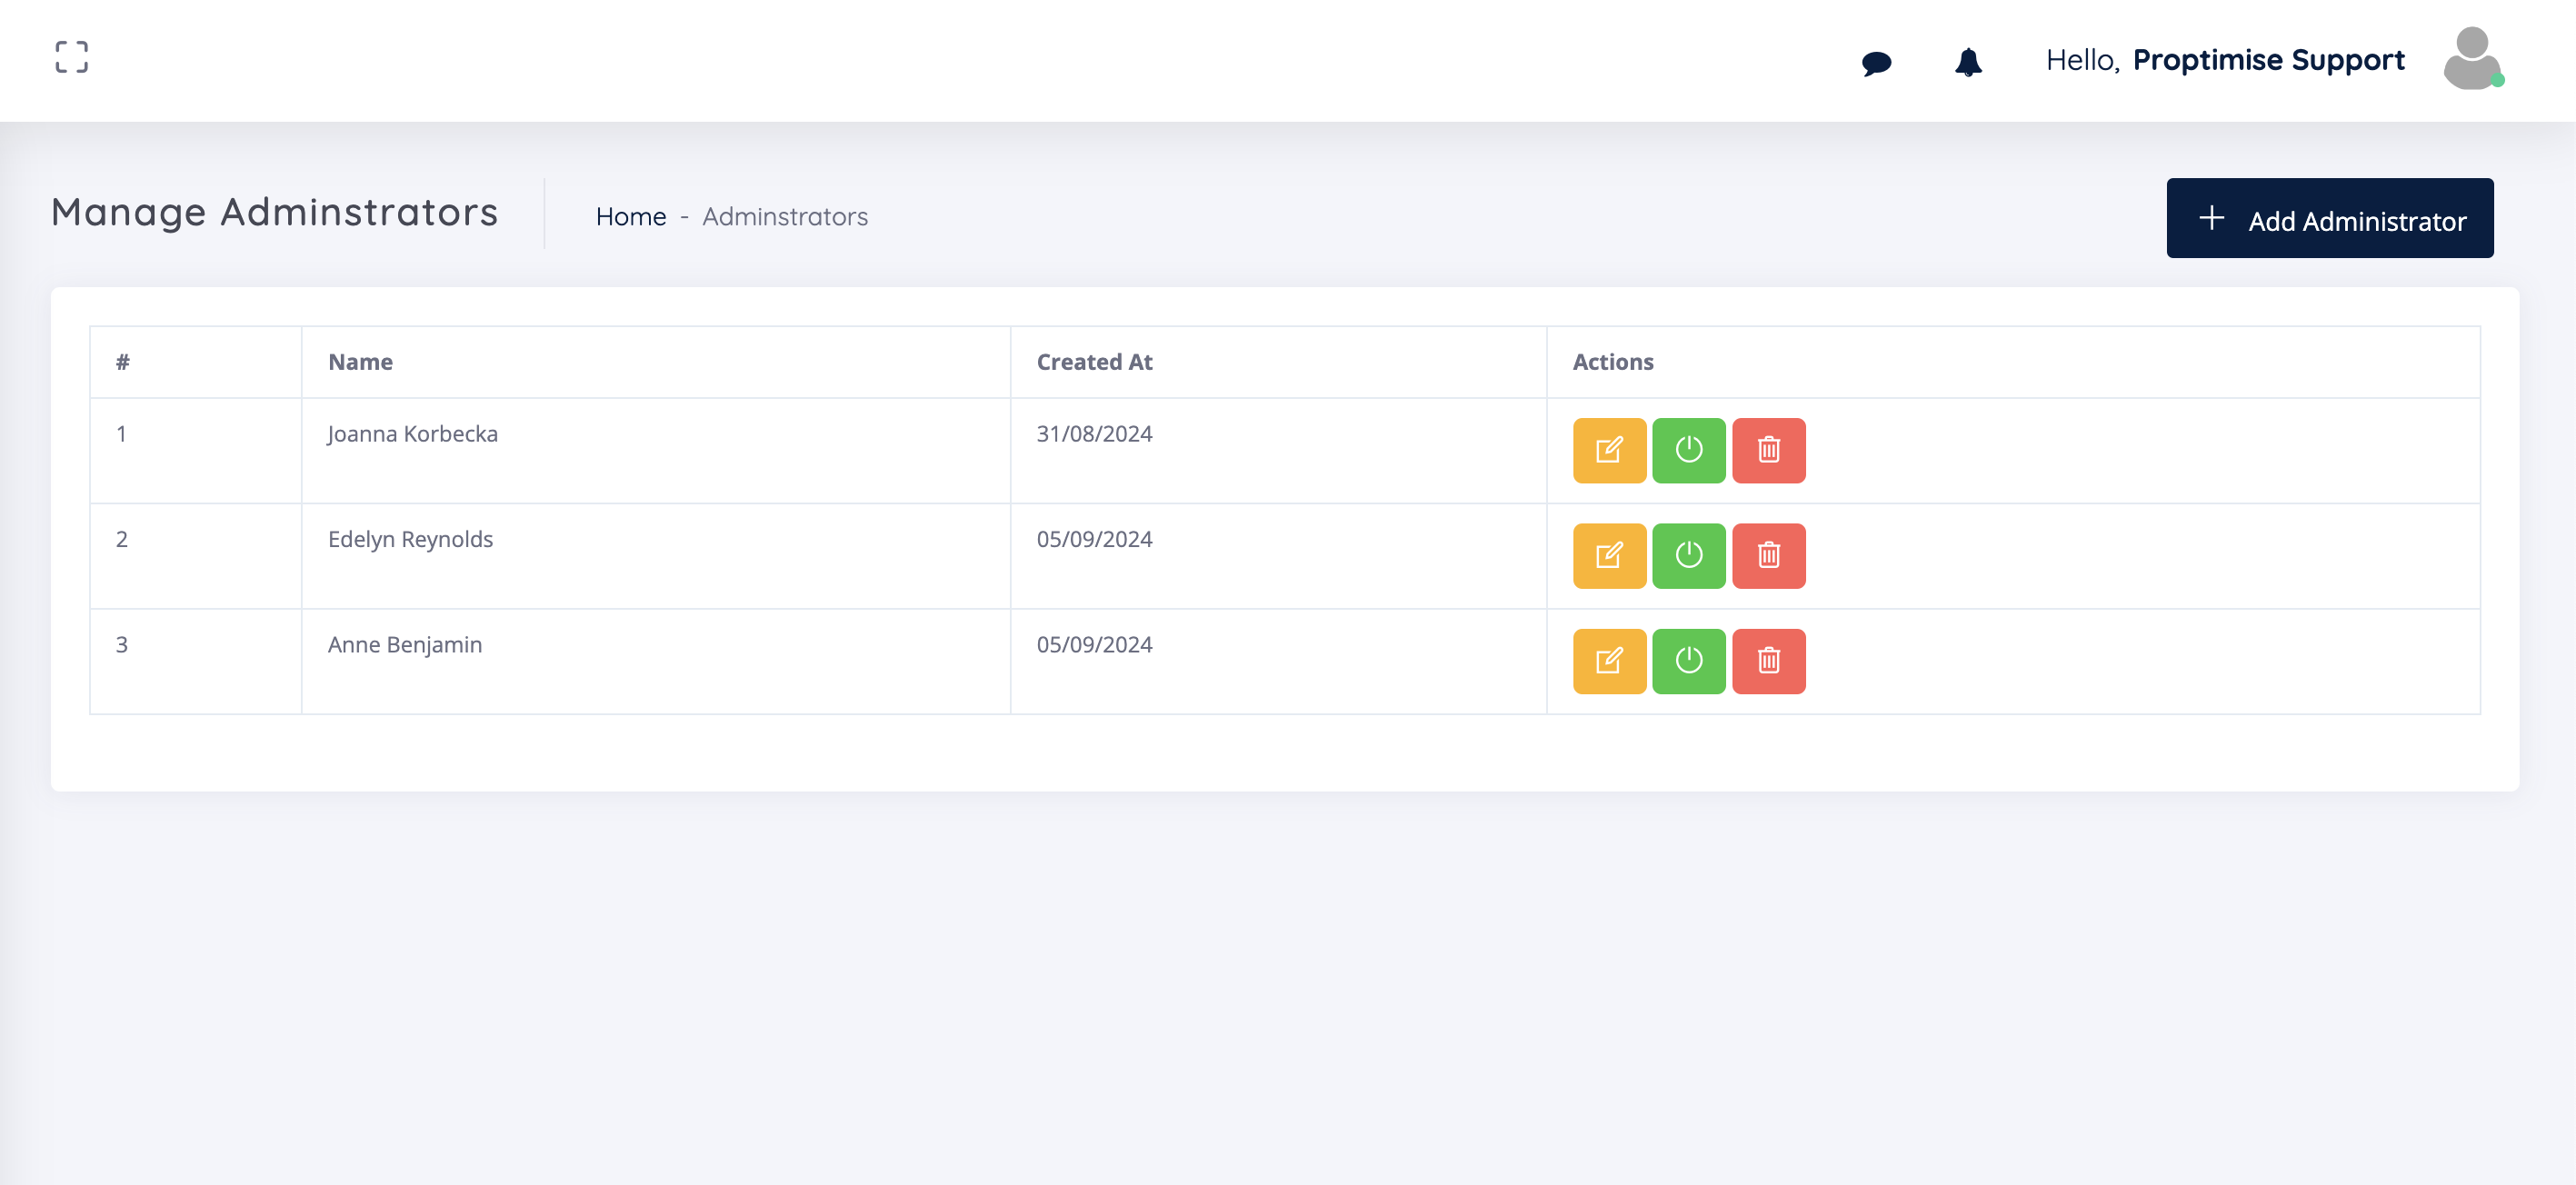 Hello, Proptimise Support
Manage Adminstrators
Home - Adminstrators
Add Administrator
# Name Created At Actions
1 Joanna Korbecka 31/08/2024
2 Edelyn Reynolds 05/09/2024
3 Anne Benjamin 05/09/2024